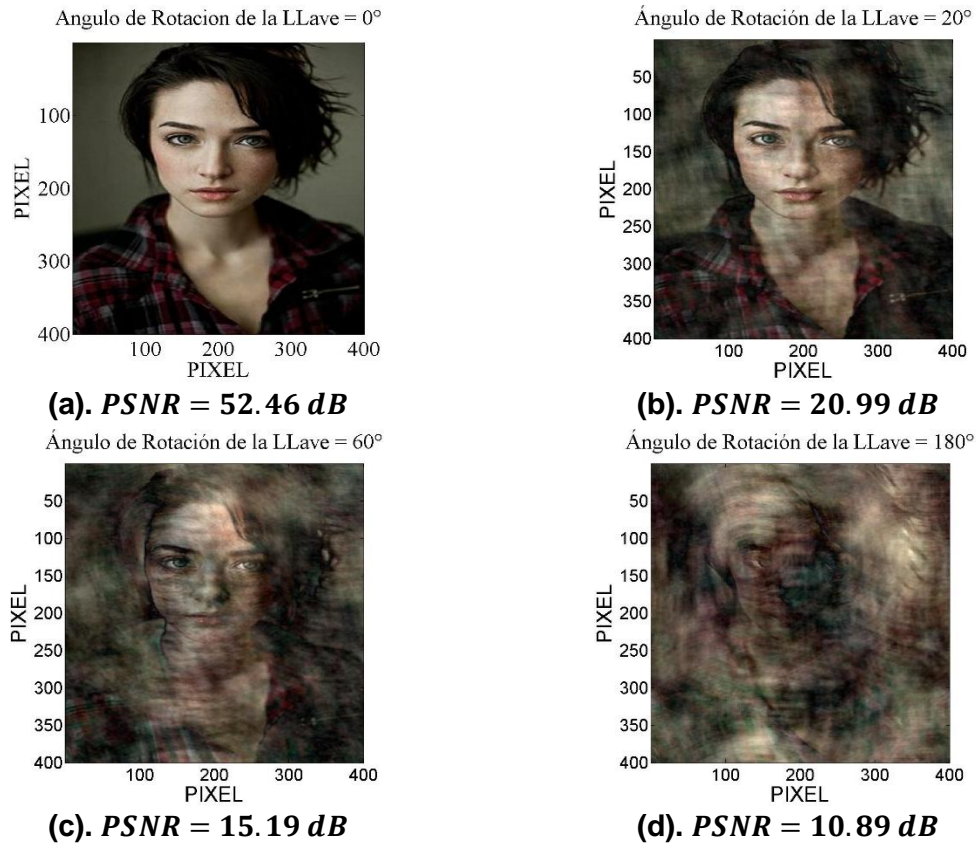 Angulo de Rotacion de la LLave = 0°
100
200
300
400
PIXEL
100 200 300 400
PIXEL
(a). PSNR = 52.46 dB
Ángulo de Rotación de la LLave = 20°
50
100
150
200
250
300
350
400
PIXEL
100 200 300 400
PIXEL
(b). PSNR = 20.99 dB
Ángulo de Rotación de la LLave = 60°
50
100
150
200
250
300
350
400
PIXEL
100 200 300 400
PIXEL
(c). PSNR = 15.19 dB
Ángulo de Rotación de la LLave = 180°
50
100
150
200
250
300
350
400
PIXEL
100 200 300 400
PIXEL
(d). PSNR = 10.89 dB